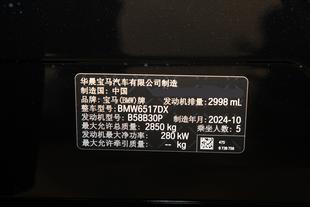 华晨宝马汽车有限公司制造
制造国：中国
品牌：宝马(BMW)牌 发动机排量：2998 mL
整车型号：BMW6517DX
发动机型号：B58B30P 制造年月：2024-10
最大允许总质量：2850 kg 乘坐人数：5
发动机最大净功率：280 kW
最大允许牵引质量：-- kg